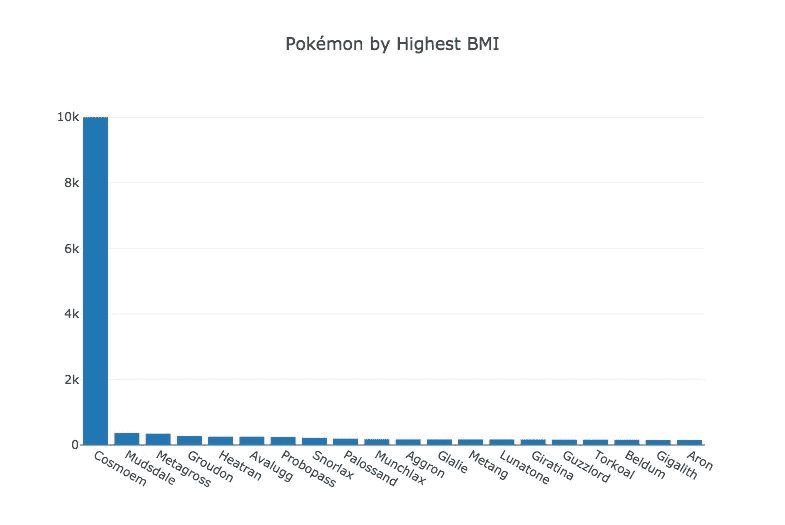 Pokémon by Highest BMI
10k
8k
6k
4k
2k
0
Cosmoem
Mudsdale
Metagross
Groudon
Heatran
Avalugg
Probopass
Snorlax
Palossand
Munchlax
Aggron
Glalie
Metang
Lunatone
Giratina
Guzzlord
Torkoal
Beldum
Gigalith
Aron